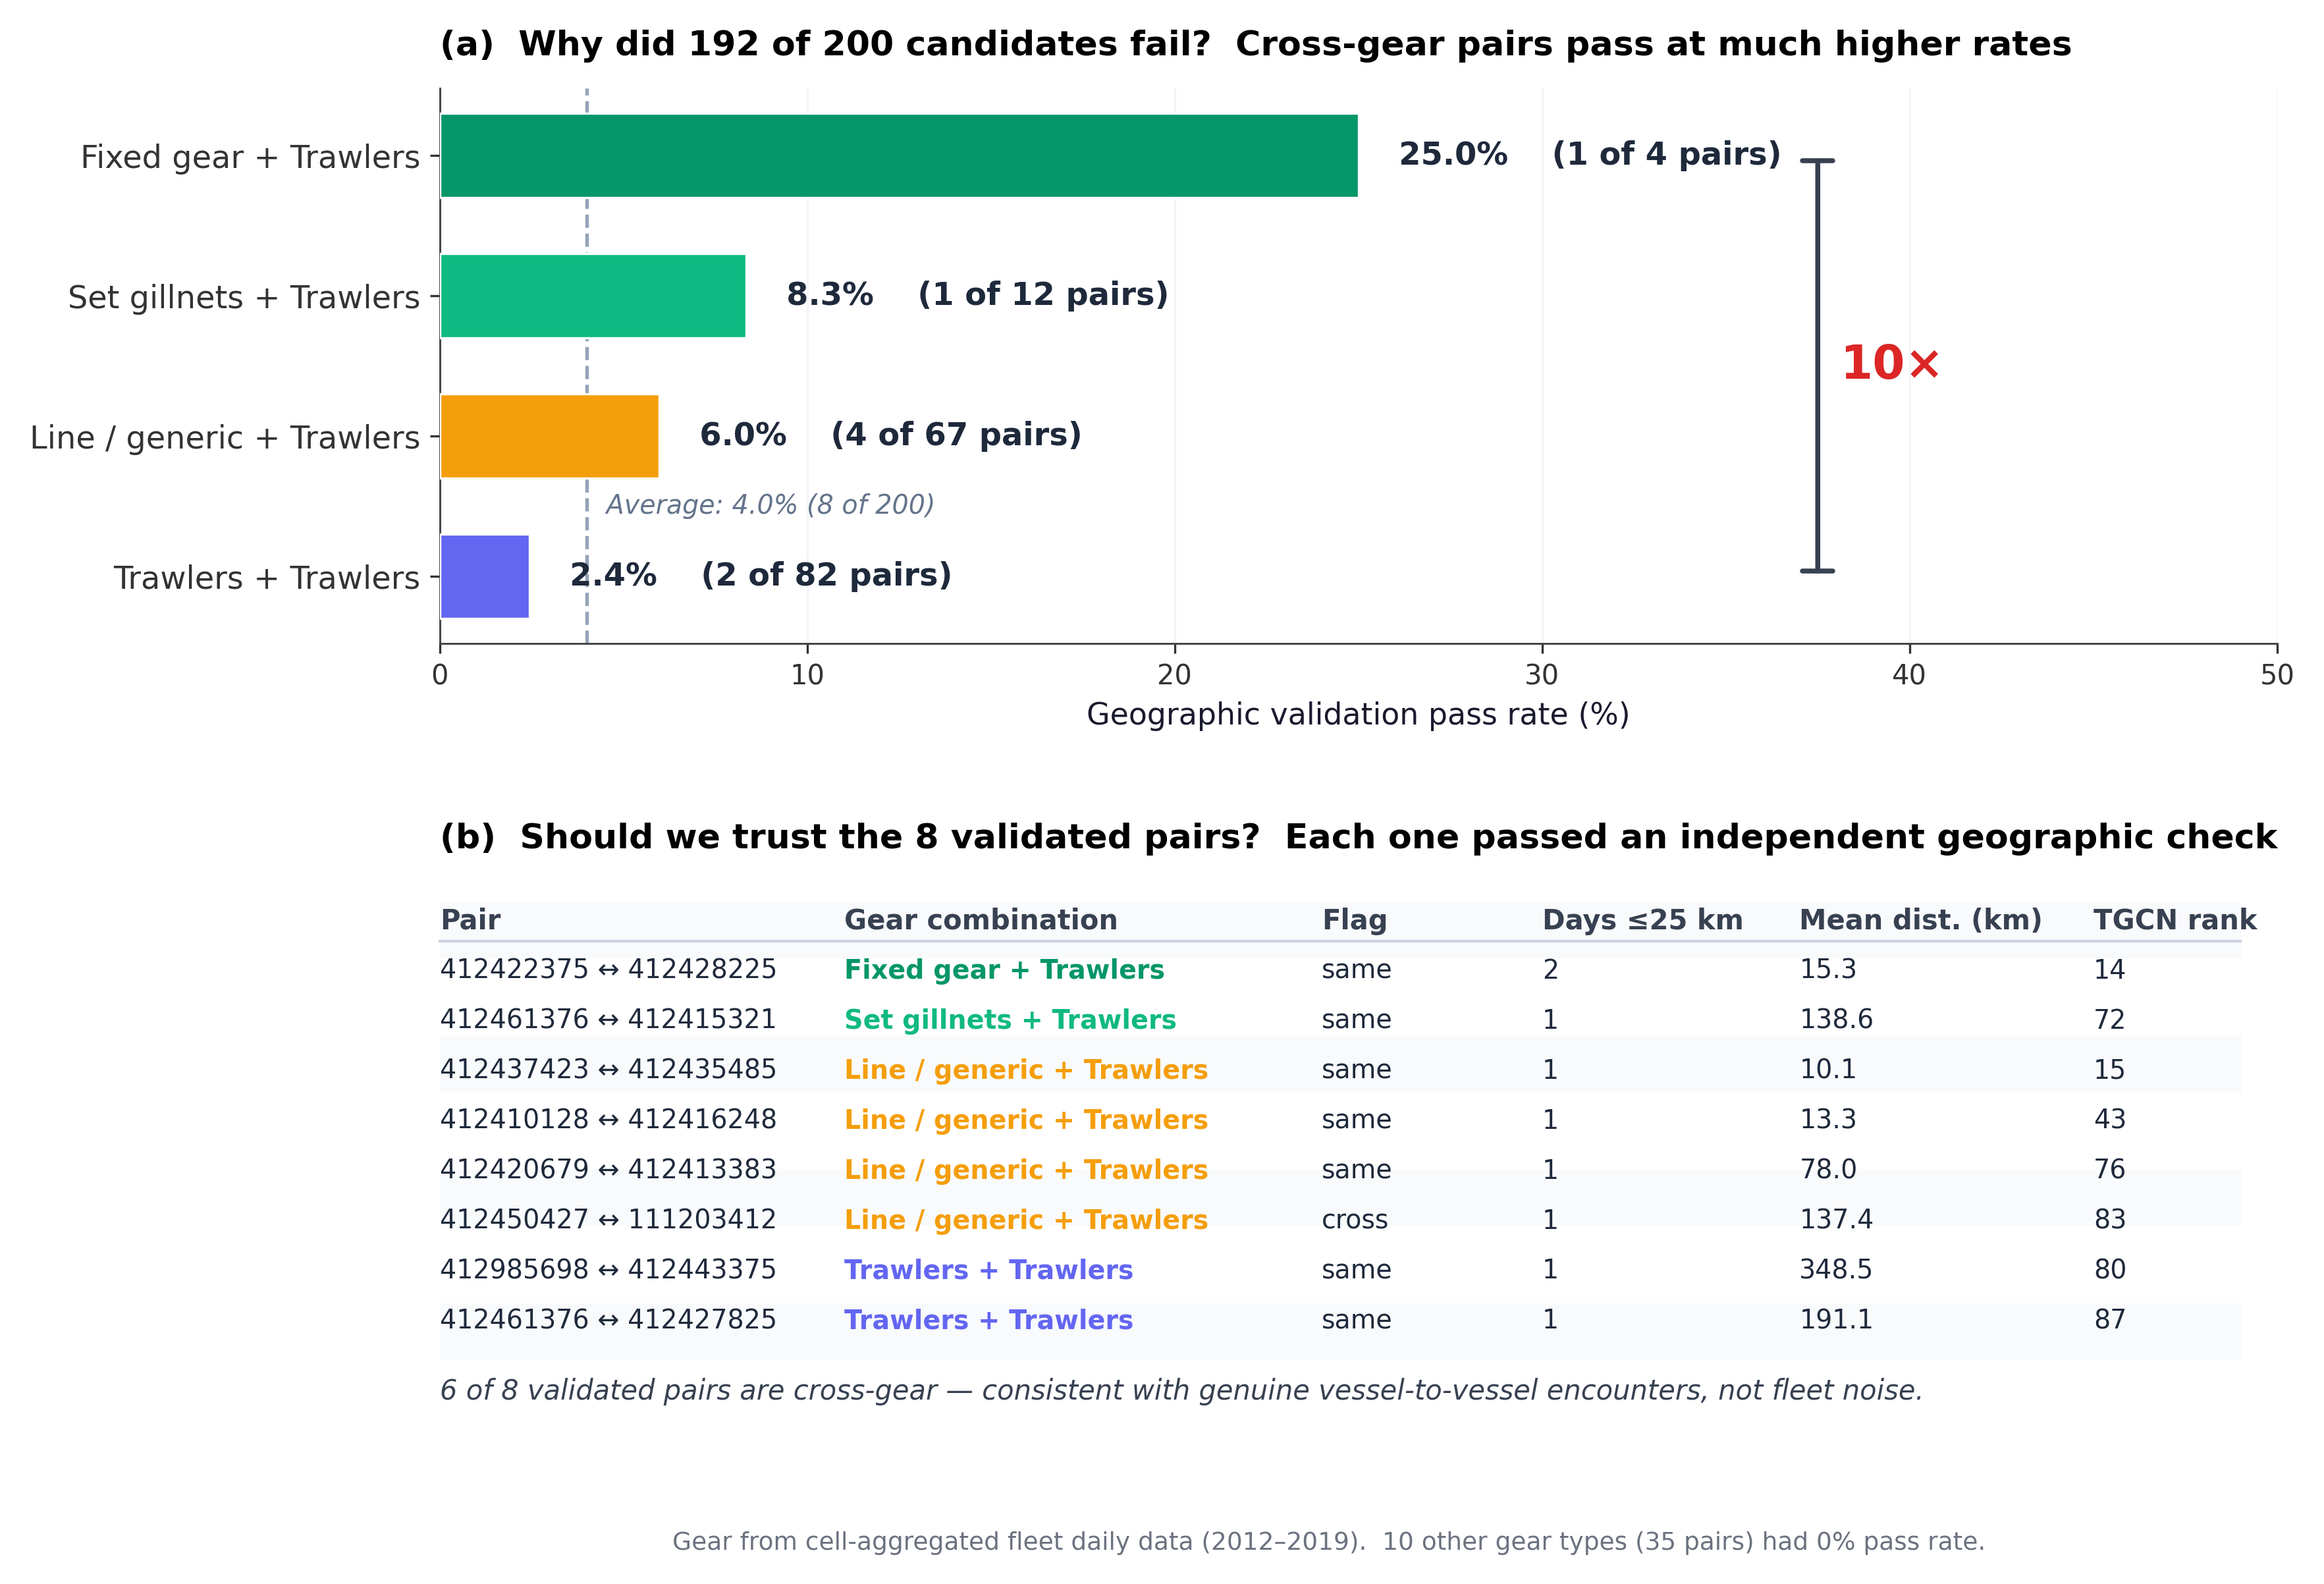 (a)  Why did 192 of 200 candidates fail?  Cross-gear pairs pass at much higher rates
Fixed gear + Trawlers
25.0%    (1 of 4 pairs)
Set gillnets + Trawlers
8.3%    (1 of 12 pairs)
10×
Line / generic + Trawlers
6.0%    (4 of 67 pairs)
Average: 4.0% (8 of 200)
Trawlers + Trawlers
2.4%    (2 of 82 pairs)
0 10 20 30 40 50
Geographic validation pass rate (%)
(b)  Should we trust the 8 validated pairs?  Each one passed an independent geographic check
Pair Gear combination Flag Days ≤25 km Mean dist. (km) TGCN rank
412422375 ↔ 412428225 Fixed gear + Trawlers same 2 15.3 14
412461376 ↔ 412415321 Set gillnets + Trawlers same 1 138.6 72
412437423 ↔ 412435485 Line / generic + Trawlers same 1 10.1 15
412410128 ↔ 412416248 Line / generic + Trawlers same 1 13.3 43
412420679 ↔ 412413383 Line / generic + Trawlers same 1 78.0 76
412450427 ↔ 111203412 Line / generic + Trawlers cross 1 137.4 83
412985698 ↔ 412443375 Trawlers + Trawlers same 1 348.5 80
412461376 ↔ 412427825 Trawlers + Trawlers same 1 191.1 87
6 of 8 validated pairs are cross-gear — consistent with genuine vessel-to-vessel encounters, not fleet noise.
Gear from cell-aggregated fleet daily data (2012–2019).  10 other gear types (35 pairs) had 0% pass rate.